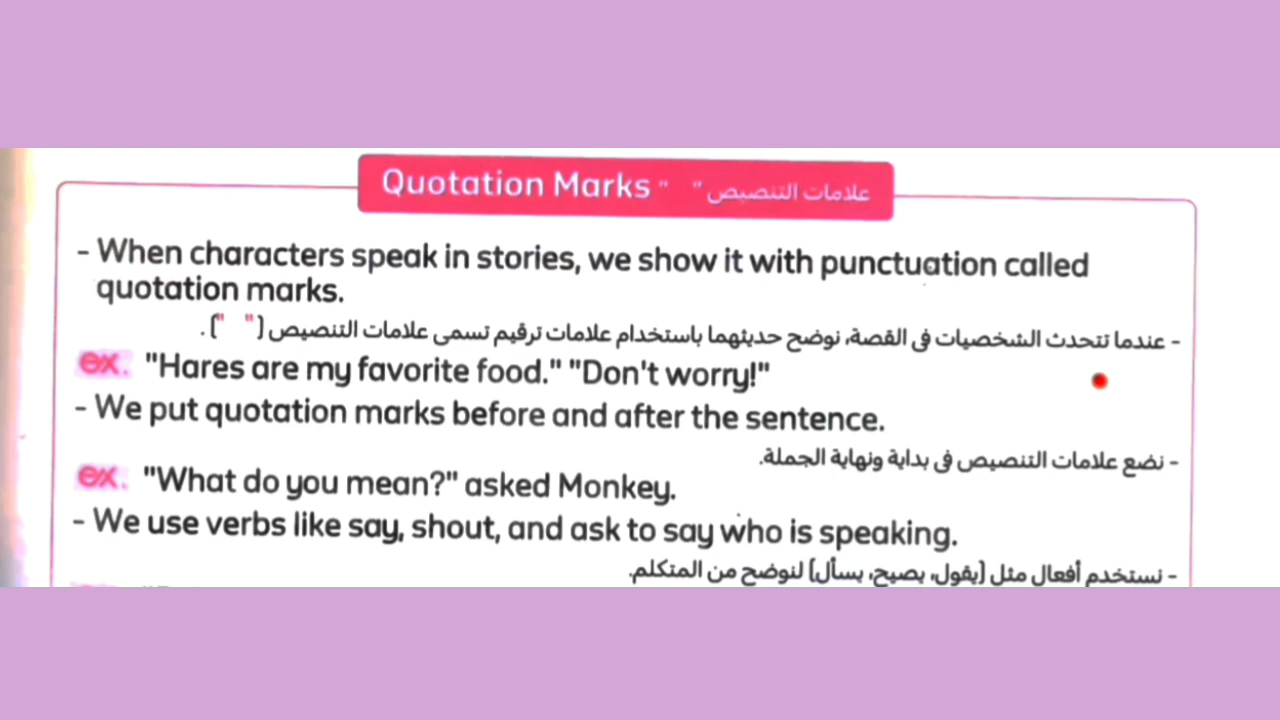 Quotation Marks " " علامات التنصيص
- When characters speak in stories, we show it with punctuation called
quotation marks.
- عندما تتحدث الشخصيات فى القصة، نوضح حديثهما باستخدام علامات ترقيم تسمى علامات التنصيص (" ").
ex. "Hares are my favorite food." "Don't worry!"
- We put quotation marks before and after the sentence.
- نضع علامات التنصيص فى بداية ونهاية الجملة.
ex. "What do you mean?" asked Monkey.
- We use verbs like say, shout, and ask to say who is speaking.
- نستخدم أفعال مثل (يقول، يصيح، يسأل) لنوضح من المتكلم.